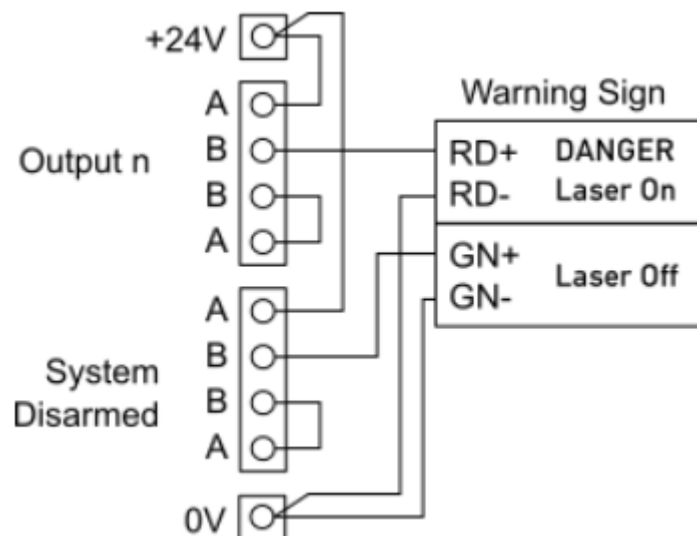 +24V
A
Output n
B
B
A
Warning Sign
RD+ DANGER
RD- Laser On
GN+
GN-
Laser Off
A
B
System
Disarmed
B
A
0V